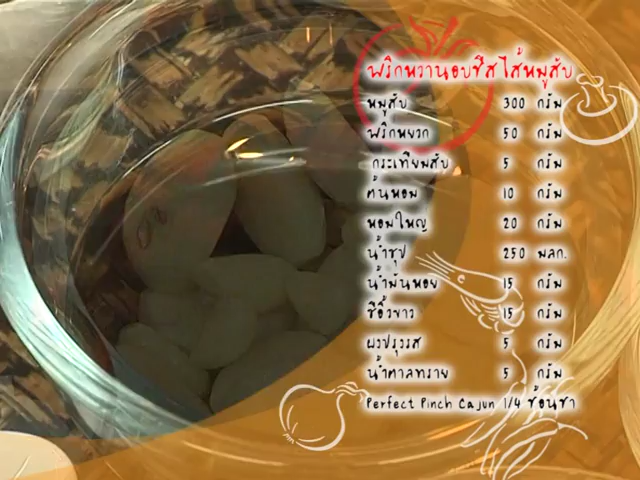 พริกหวานอบชีสไส้หมูสับ
หมูสับ 300 กรัม
พริกหยวก 50 กรัม
กระเทียมสับ 5 กรัม
ต้นหอม 10 กรัม
หอมใหญ่ 20 กรัม
น้ำซุป 250 มลก.
น้ำมันหอย 15 กรัม
ซีอิ้วขาว 15 กรัม
ผงปรุงรส 5 กรัม
น้ำตาลทราย 5 กรัม
Perfect Pinch Cajun 1/4 ช้อนชา